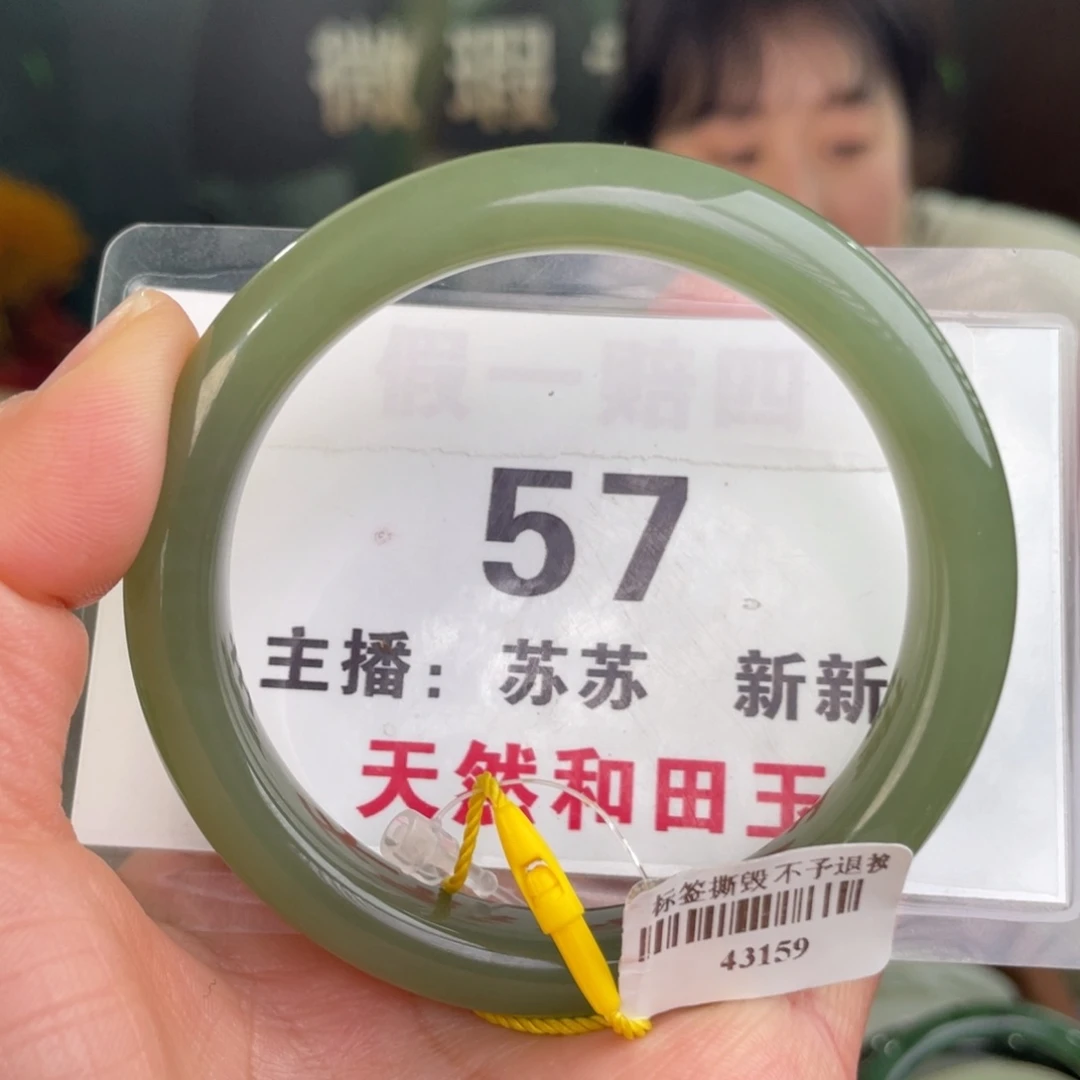 微瑕
假一赔四
57
主播：苏苏 新新
天然和田玉
标签撕毁不予退换
43159